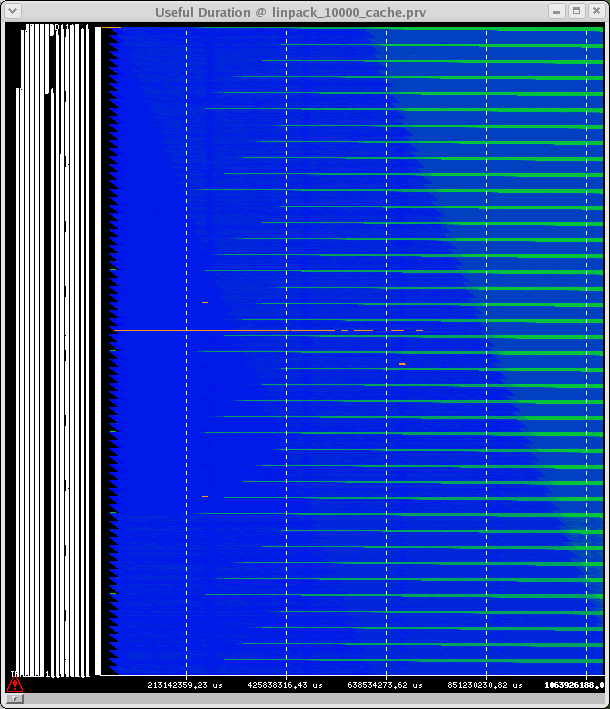 Useful Duration @ linpack_10000_cache.prv
213142359,23 us 425838316,43 us 638534273,62 us 851230230,82 us 1063926188,0